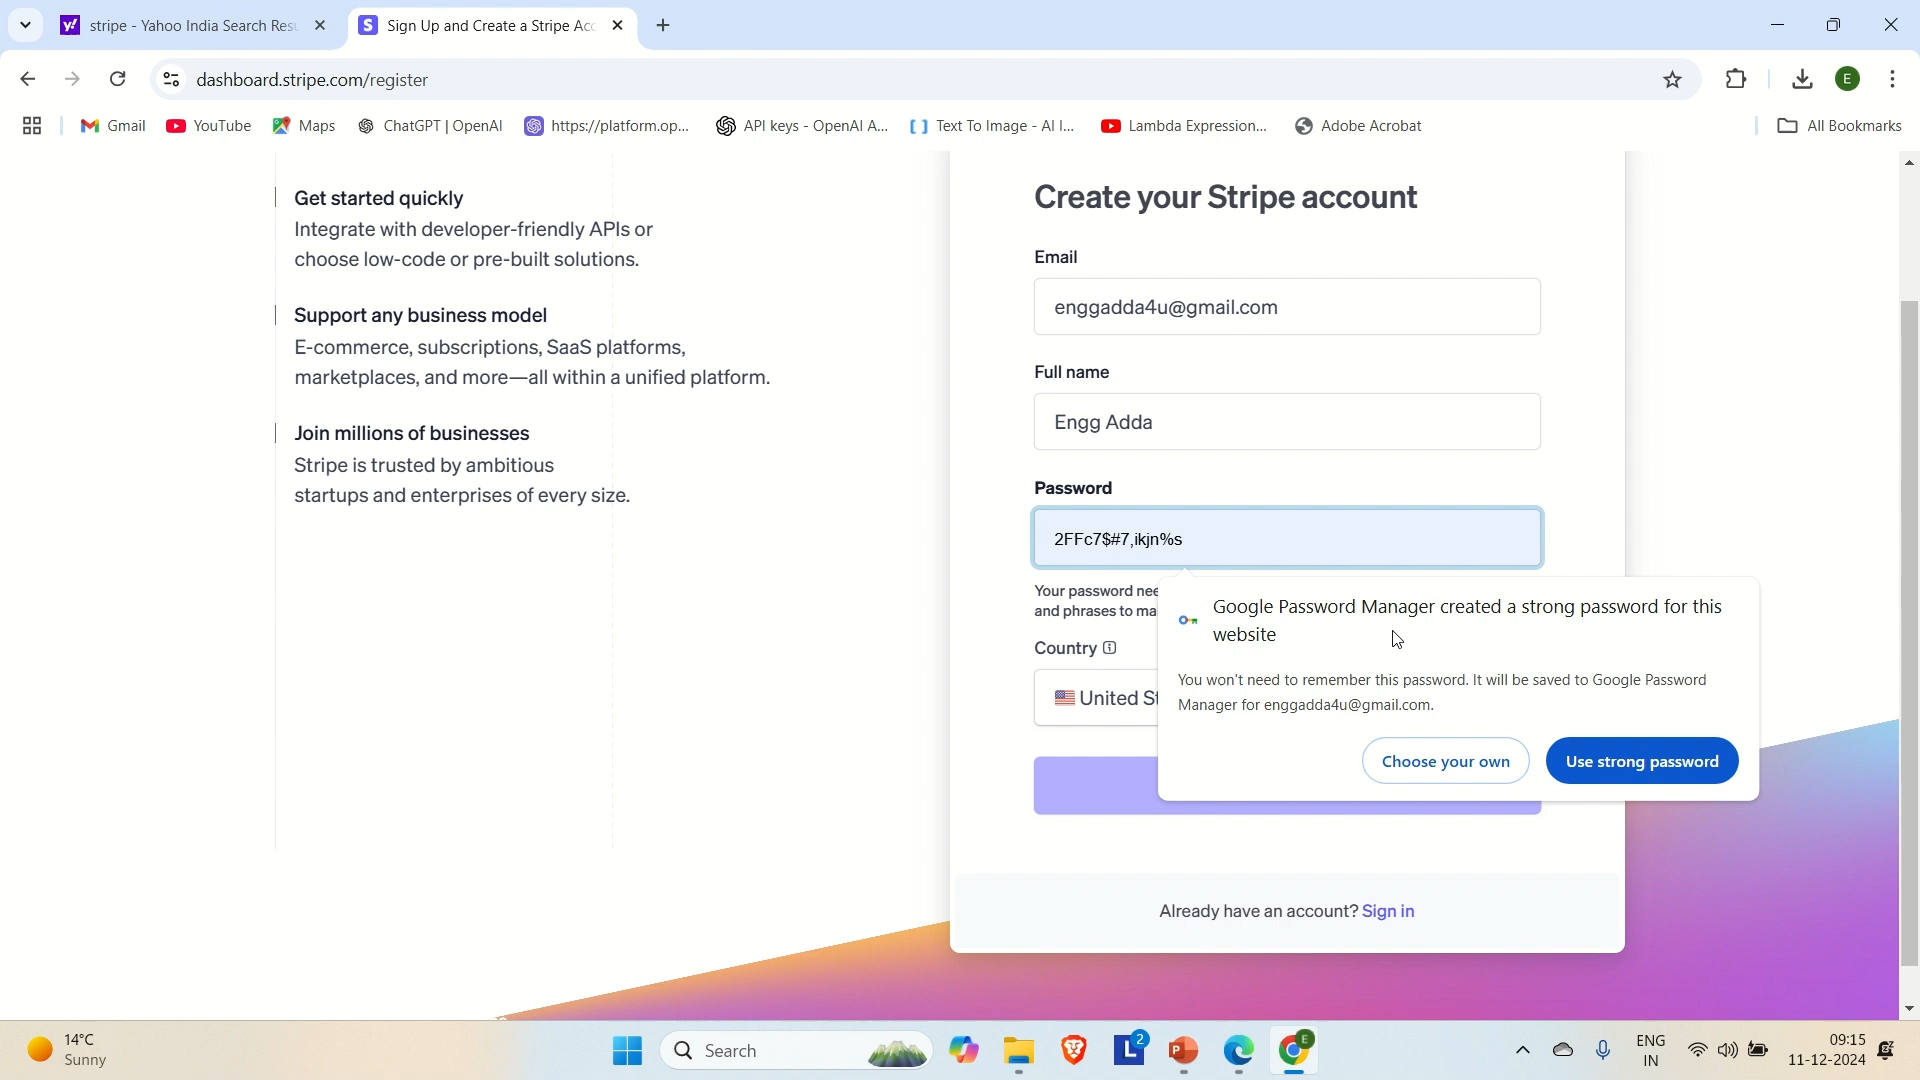 stripe - Yahoo India Search Resu
Sign Up and Create a Stripe Acc
dashboard.stripe.com/register
E
Gmail
YouTube
Maps
ChatGPT | OpenAI
https://platform.op...
API keys - OpenAI A...
Text To Image - AI I...
Lambda Expression...
Adobe Acrobat
All Bookmarks
Get started quickly
Integrate with developer-friendly APIs or
choose low-code or pre-built solutions.
Support any business model
E-commerce, subscriptions, SaaS platforms,
marketplaces, and more—all within a unified platform.
Join millions of businesses
Stripe is trusted by ambitious
startups and enterprises of every size.
Create your Stripe account
Email
enggadda4u@gmail.com
Full name
Engg Adda
Password
2FFc7$#7,ikjn%s
Your password nee
and phrases to ma
Country
United St
Google Password Manager created a strong password for this
website
You won't need to remember this password. It will be saved to Google Password
Manager for enggadda4u@gmail.com.
Choose your own
Use strong password
Already have an account? Sign in
14°C
Sunny
Search
2
E
ENG
IN
09:15
11-12-2024